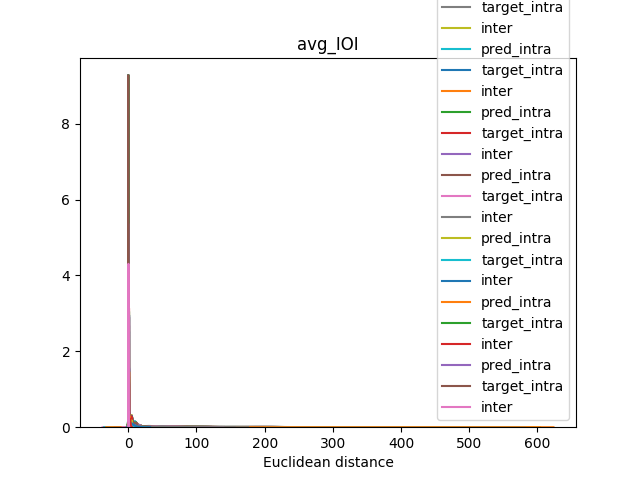 target_intra
inter
avg_IOI
pred_intra
target_intra
inter
pred_intra
target_intra
inter
pred_intra
target_intra
inter
pred_intra
target_intra
inter
pred_intra
target_intra
inter
pred_intra
target_intra
inter
8
6
4
2
0
0 100 200 300 400 500 600
Euclidean distance